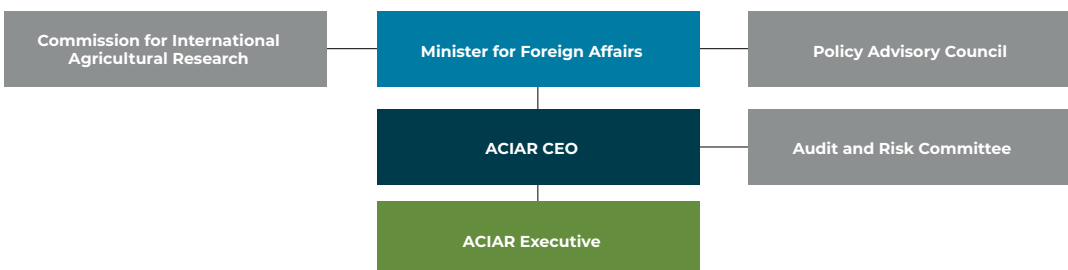 Commission for International
Agricultural Research
Minister for Foreign Affairs
Policy Advisory Council
ACIAR CEO
Audit and Risk Committee
ACIAR Executive